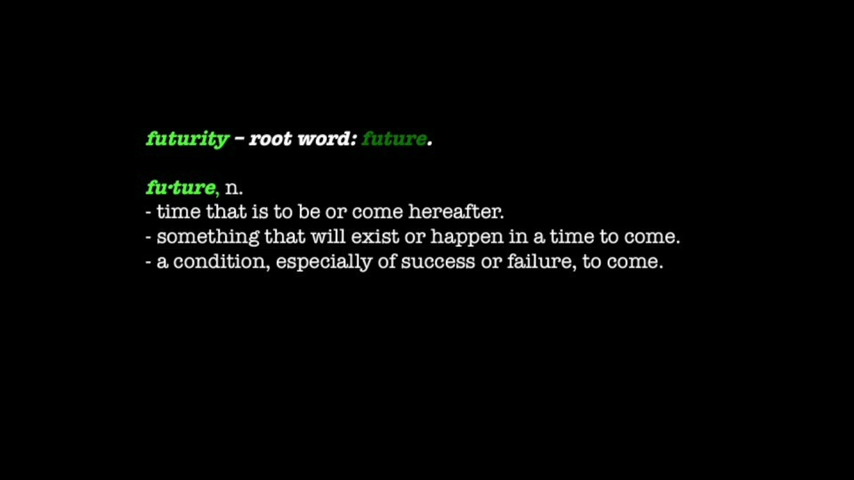 futurity – root word: future.
fu·ture, n.
- time that is to be or come hereafter.
- something that will exist or happen in a time to come.
- a condition, especially of success or failure, to come.